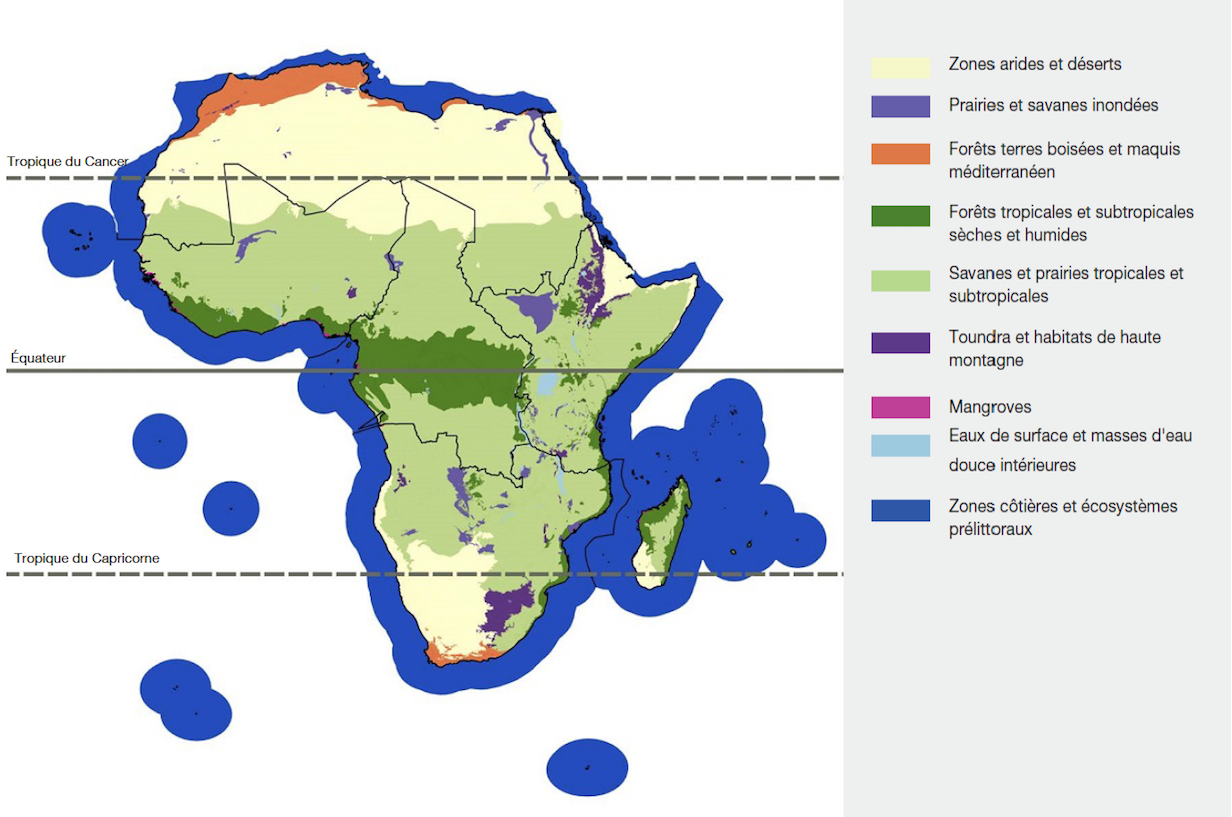 Tropique du Cancer
Équateur
Tropique du Capricorne
Zones arides et déserts
Prairies et savanes inondées
Forêts terres boisées et maquis
méditerranéen
Forêts tropicales et subtropicales
sèches et humides
Savanes et prairies tropicales et
subtropicales
Toundra et habitats de haute
montagne
Mangroves
Eaux de surface et masses d'eau
douce intérieures
Zones côtières et écosystèmes
prélittoraux